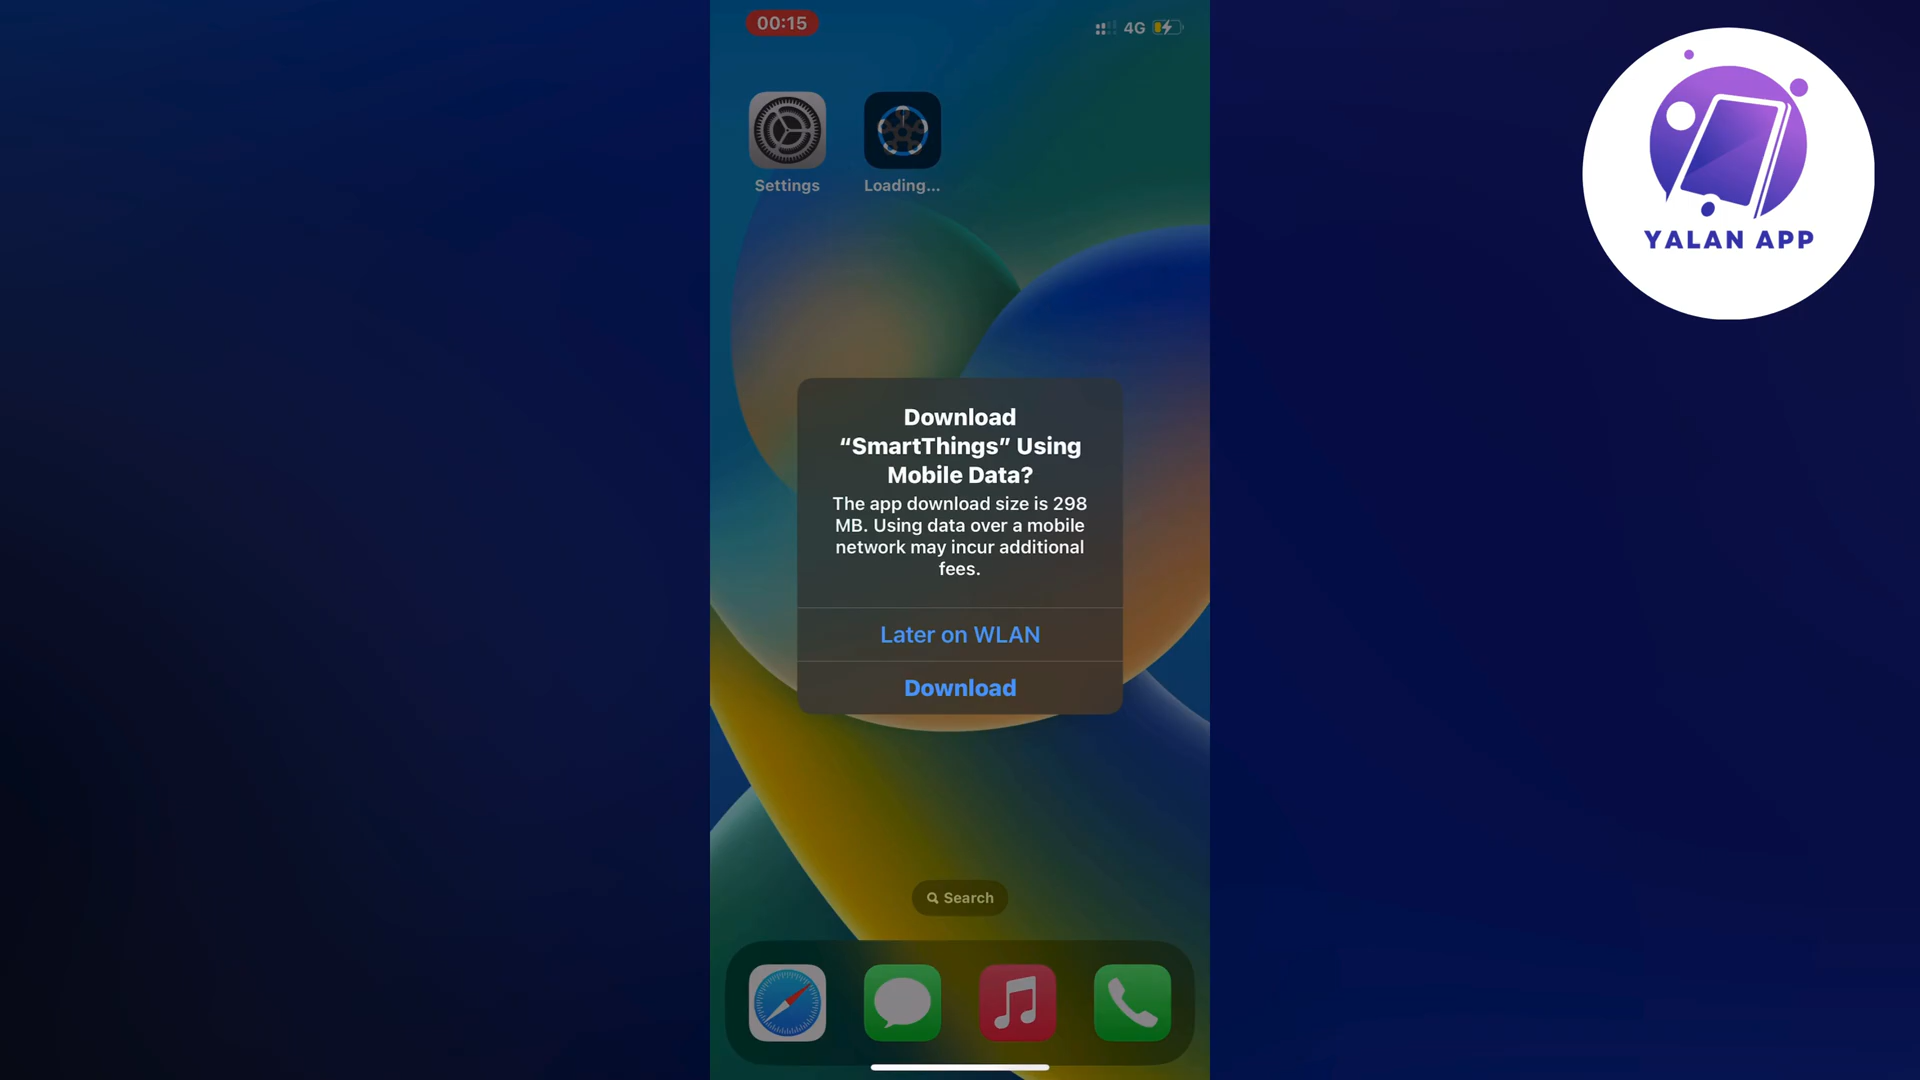 00:15
4G
Settings
Loading...
YALAN APP
Download
“SmartThings” Using
Mobile Data?
The app download size is 298
MB. Using data over a mobile
network may incur additional
fees.
Later on WLAN
Download
Search